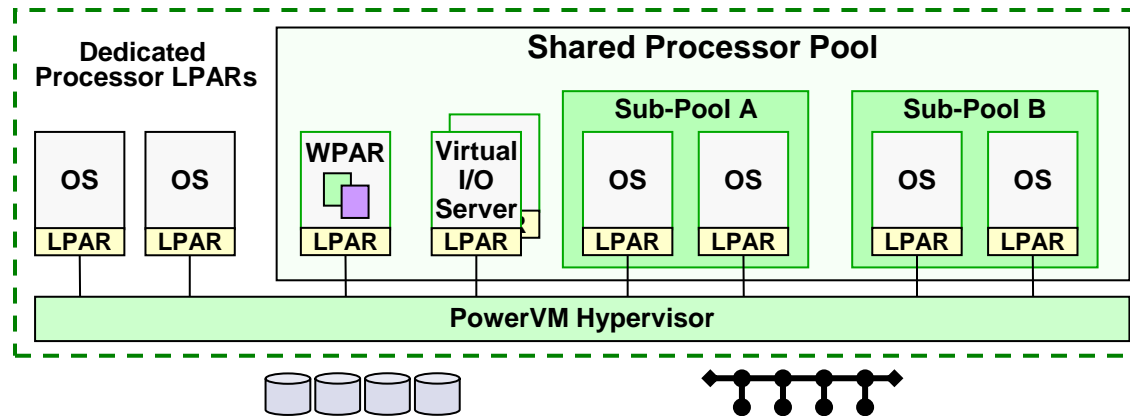 Dedicated
Processor LPARs
Shared Processor Pool
Sub-Pool A
Sub-Pool B
OS
OS
WPAR
Virtual
I/O
Server
OS
OS
OS
OS
LPAR
LPAR
LPAR
LPAR
R
LPAR
LPAR
LPAR
LPAR
PowerVM Hypervisor